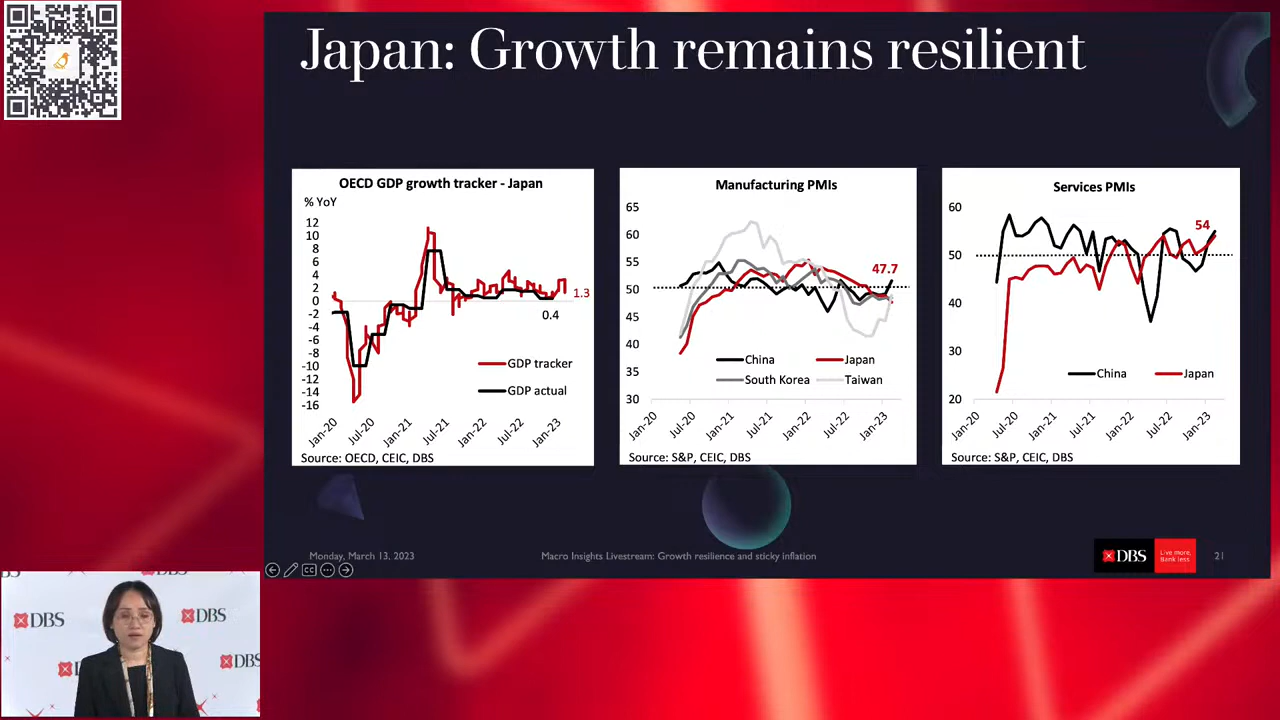 Japan: Growth remains resilient
OECD GDP growth tracker - Japan
% YoY
12
10
8
6
4
2
0
-2
-4
-6
-8
-10
-12
-14
-16
1.3
0.4
GDP tracker
GDP actual
Jan-20
Jul-20
Jan-21
Jul-21
Jan-22
Jul-22
Jan-23
Source: OECD, CEIC, DBS
Manufacturing PMIs
65
60
55
50
45
40
35
30
47.7
China
Japan
South Korea
Taiwan
Jan-20
Jul-20
Jan-21
Jul-21
Jan-22
Jul-22
Jan-23
Source: S&P, CEIC, DBS
Services PMIs
60
50
40
30
20
54
China
Japan
Jan-20
Jul-20
Jan-21
Jul-21
Jan-22
Jul-22
Jan-23
Source: S&P, CEIC, DBS
Monday, March 13, 2023
Macro Insights Livestream: Growth resilience and sticky inflation
DBS
Live more,
Bank less
21
CC
BS
DBS
DBS
DBS
DBS